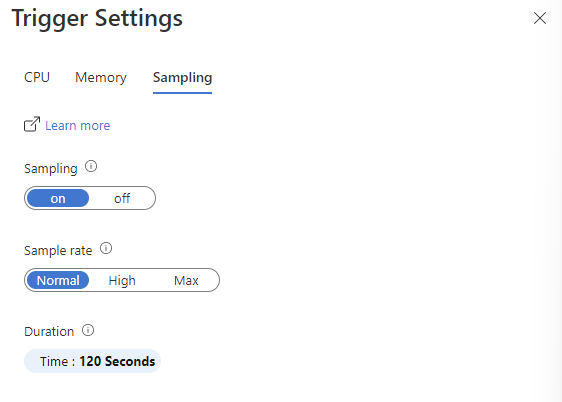 Trigger Settings
CPU Memory Sampling
Learn more
Sampling
on off
Sample rate
Normal High Max
Duration
Time : 120 Seconds